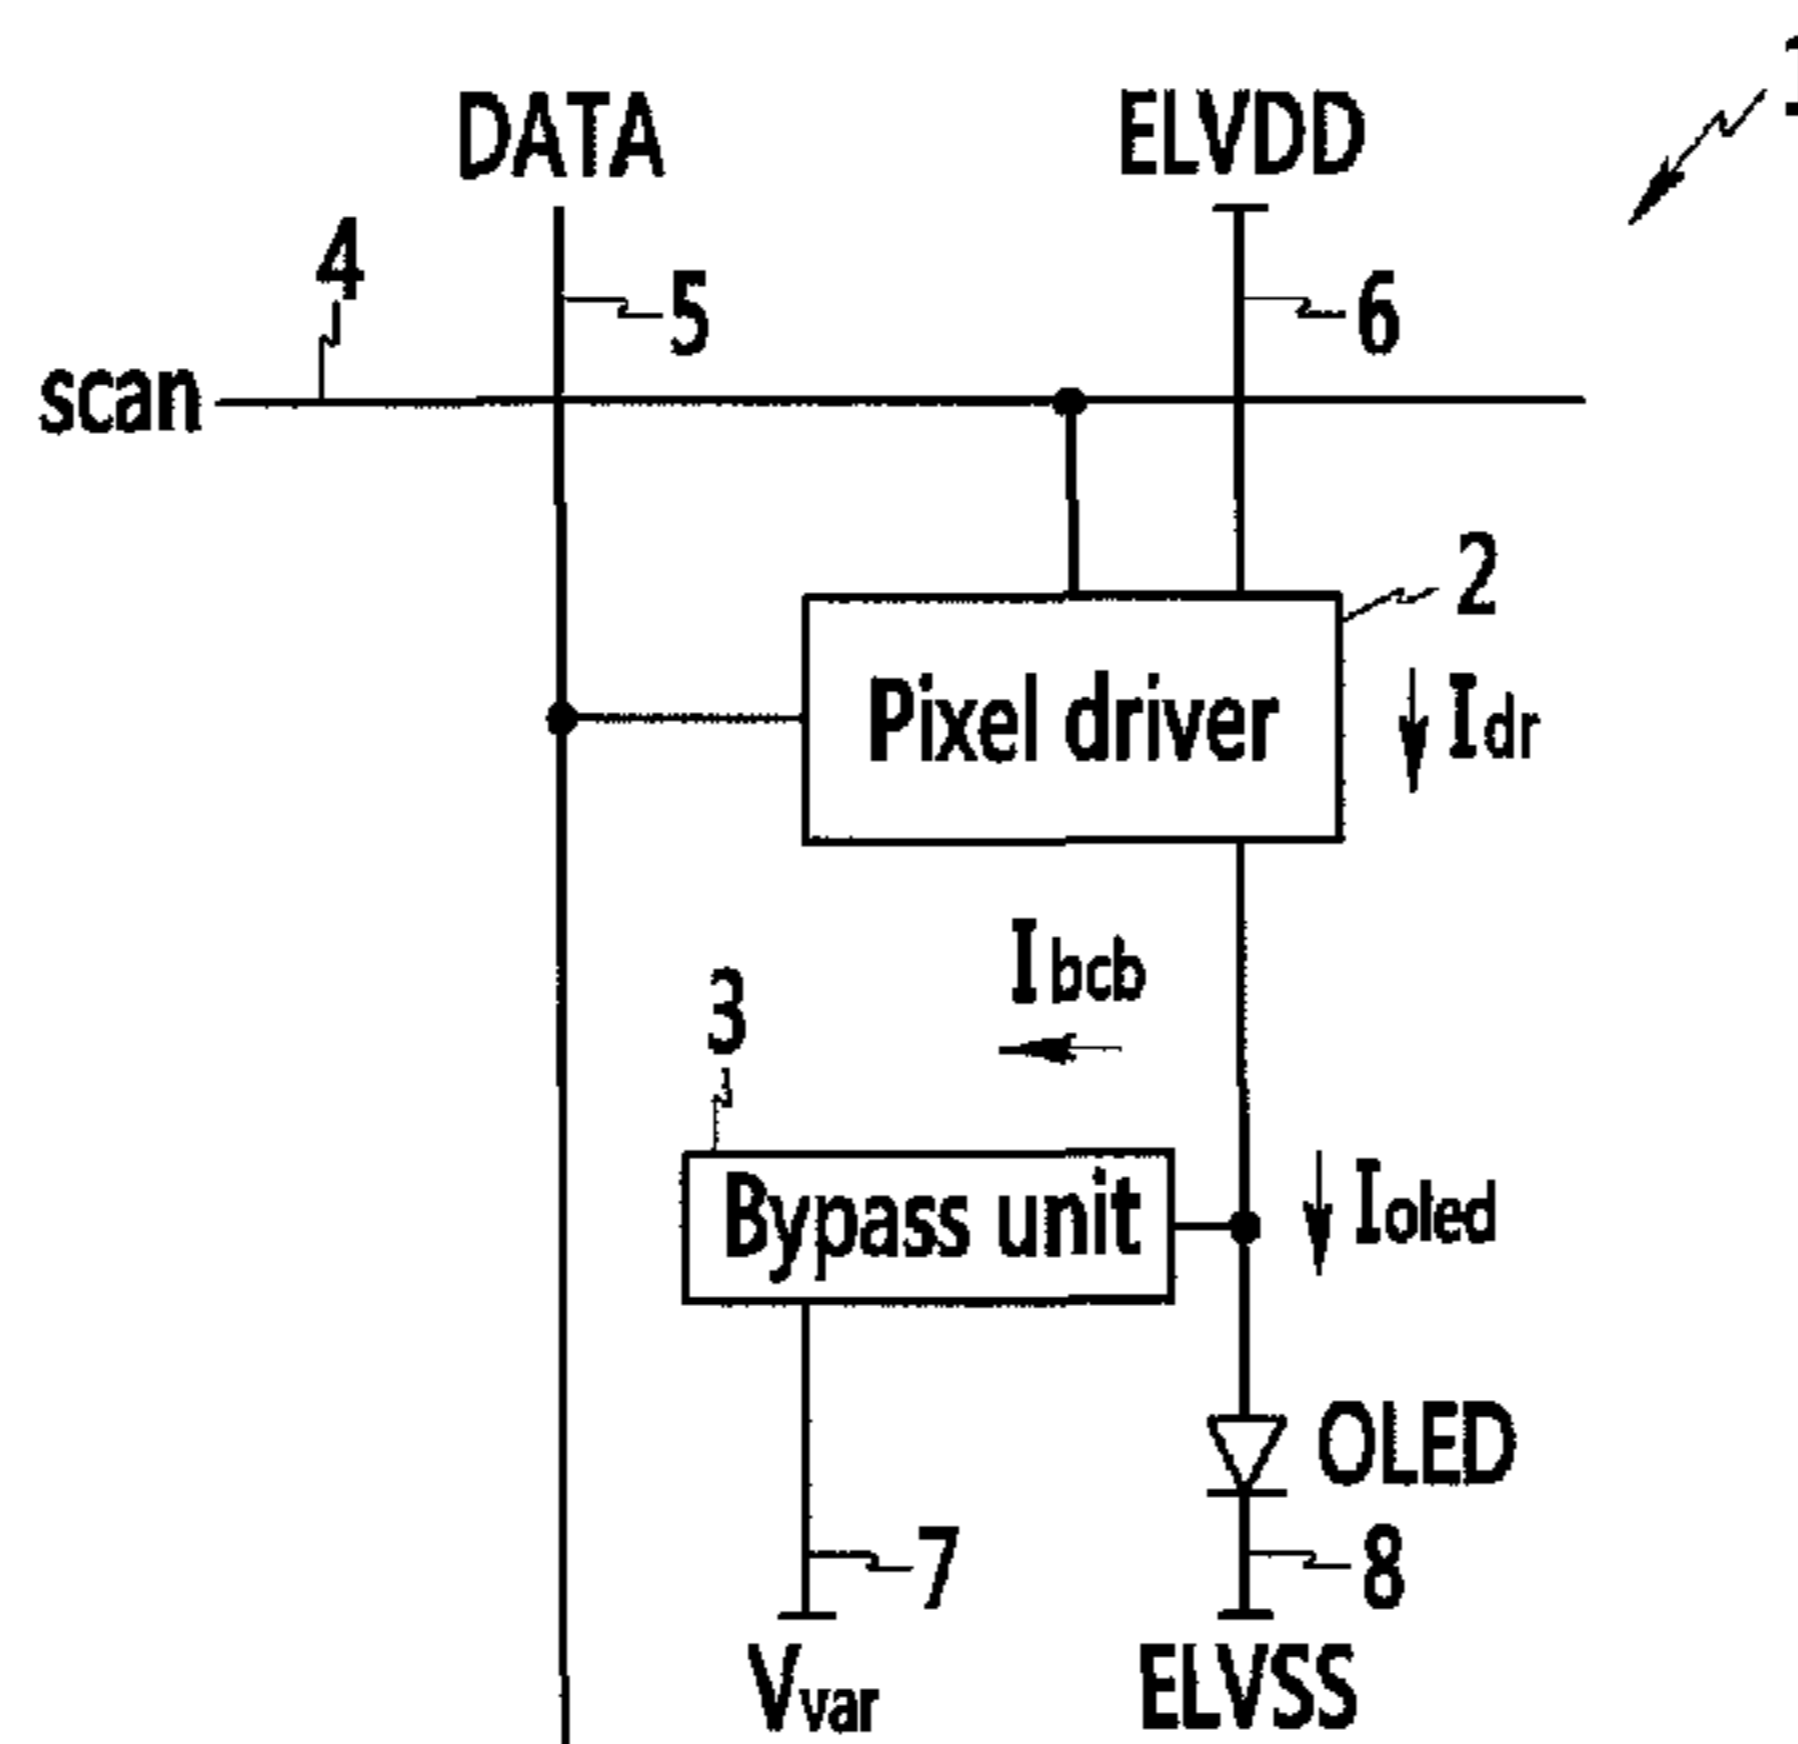 1
DATA
ELVDD
4
5
6
scan
2
Pixel driver
Idr
Ibcb
3
Bypass unit
Ioled
OLED
7
8
Vvar
ELVSS